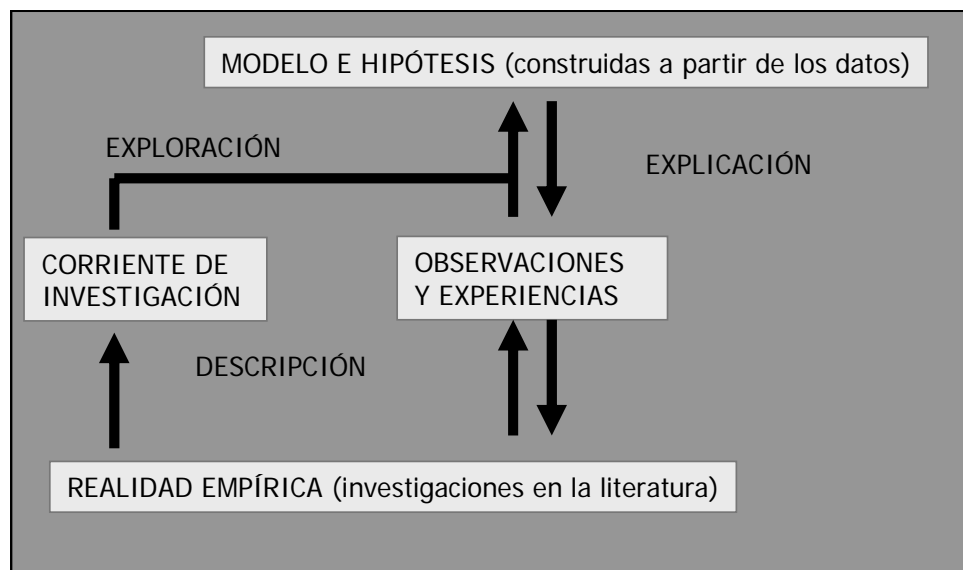 MODELO E HIPÓTESIS (construidas a partir de los datos)
EXPLORACIÓN
EXPLICACIÓN
CORRIENTE DE
INVESTIGACIÓN
OBSERVACIONES
Y EXPERIENCIAS
DESCRIPCIÓN
REALIDAD EMPÍRICA (investigaciones en la literatura)